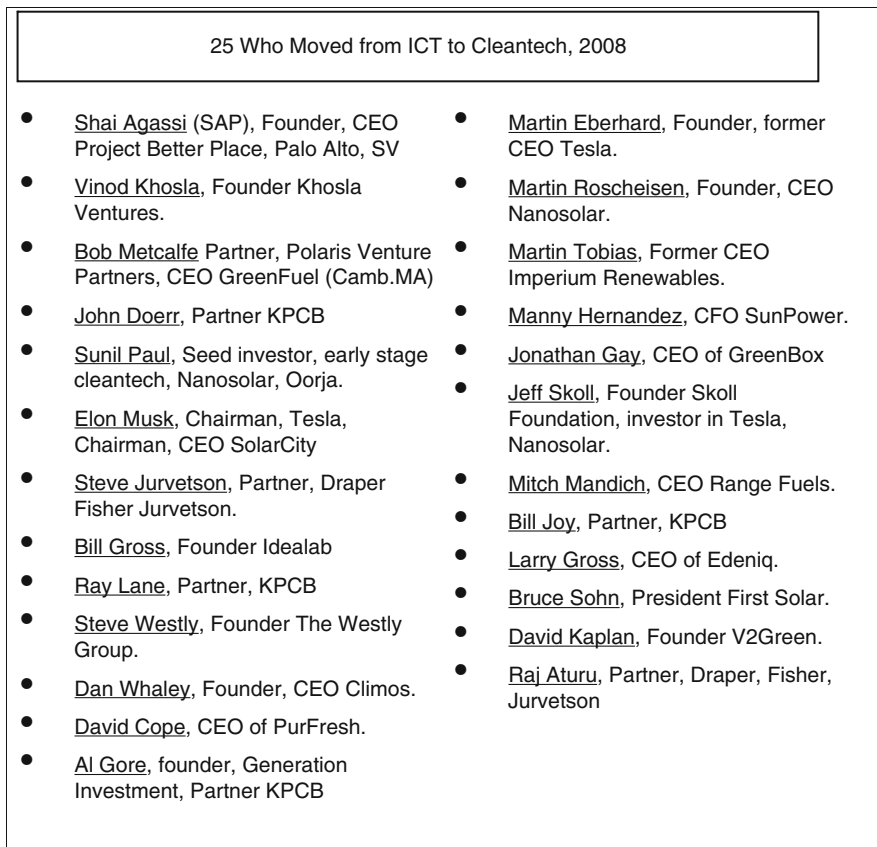 25 Who Moved from ICT to Cleantech, 2008
• Shai Agassi (SAP), Founder, CEO
Project Better Place, Palo Alto, SV
• Vinod Khosla, Founder Khosla
Ventures.
• Bob Metcalfe Partner, Polaris Venture
Partners, CEO GreenFuel (Camb.MA)
• John Doerr, Partner KPCB
• Sunil Paul, Seed investor, early stage
cleantech, Nanosolar, Oorja.
• Elon Musk, Chairman, Tesla,
Chairman, CEO SolarCity
• Steve Jurvetson, Partner, Draper
Fisher Jurvetson.
• Bill Gross, Founder Idealab
• Ray Lane, Partner, KPCB
• Steve Westly, Founder The Westly
Group.
• Dan Whaley, Founder, CEO Climos.
• David Cope, CEO of PurFresh.
• Al Gore, founder, Generation
Investment, Partner KPCB
• Martin Eberhard, Founder, former
CEO Tesla.
• Martin Roscheisen, Founder, CEO
Nanosolar.
• Martin Tobias, Former CEO
Imperium Renewables.
• Manny Hernandez, CFO SunPower.
• Jonathan Gay, CEO of GreenBox
• Jeff Skoll, Founder Skoll
Foundation, investor in Tesla,
Nanosolar.
• Mitch Mandich, CEO Range Fuels.
• Bill Joy, Partner, KPCB
• Larry Gross, CEO of Edeniq.
• Bruce Sohn, President First Solar.
• David Kaplan, Founder V2Green.
• Raj Aturu, Partner, Draper, Fisher,
Jurvetson